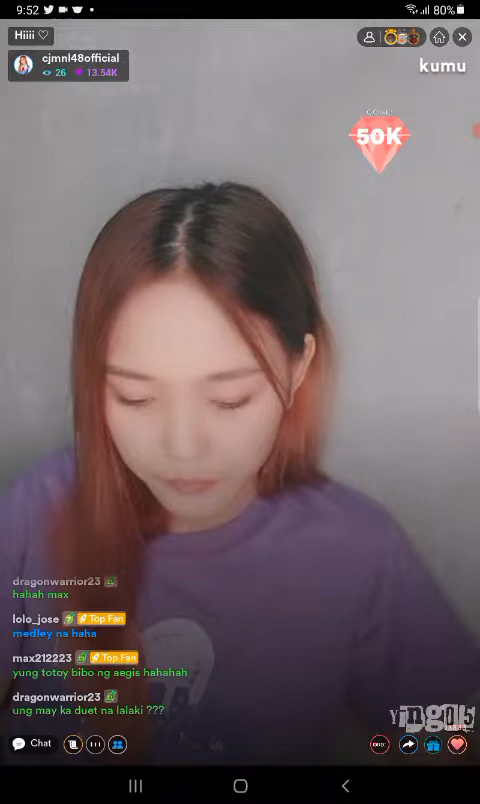 9:52
80%
Hiiii ♡
cjmnl48official
26
13.54K
kumu
GOAL:
50K
dragonwarrior23
hahah max
lolo_jose Top Fan
medley na haha
max212223 Top Fan
yung totoy bibo ng aegis hahahah
dragonwarrior23
ung may ka duet na lalaki ???
Chat